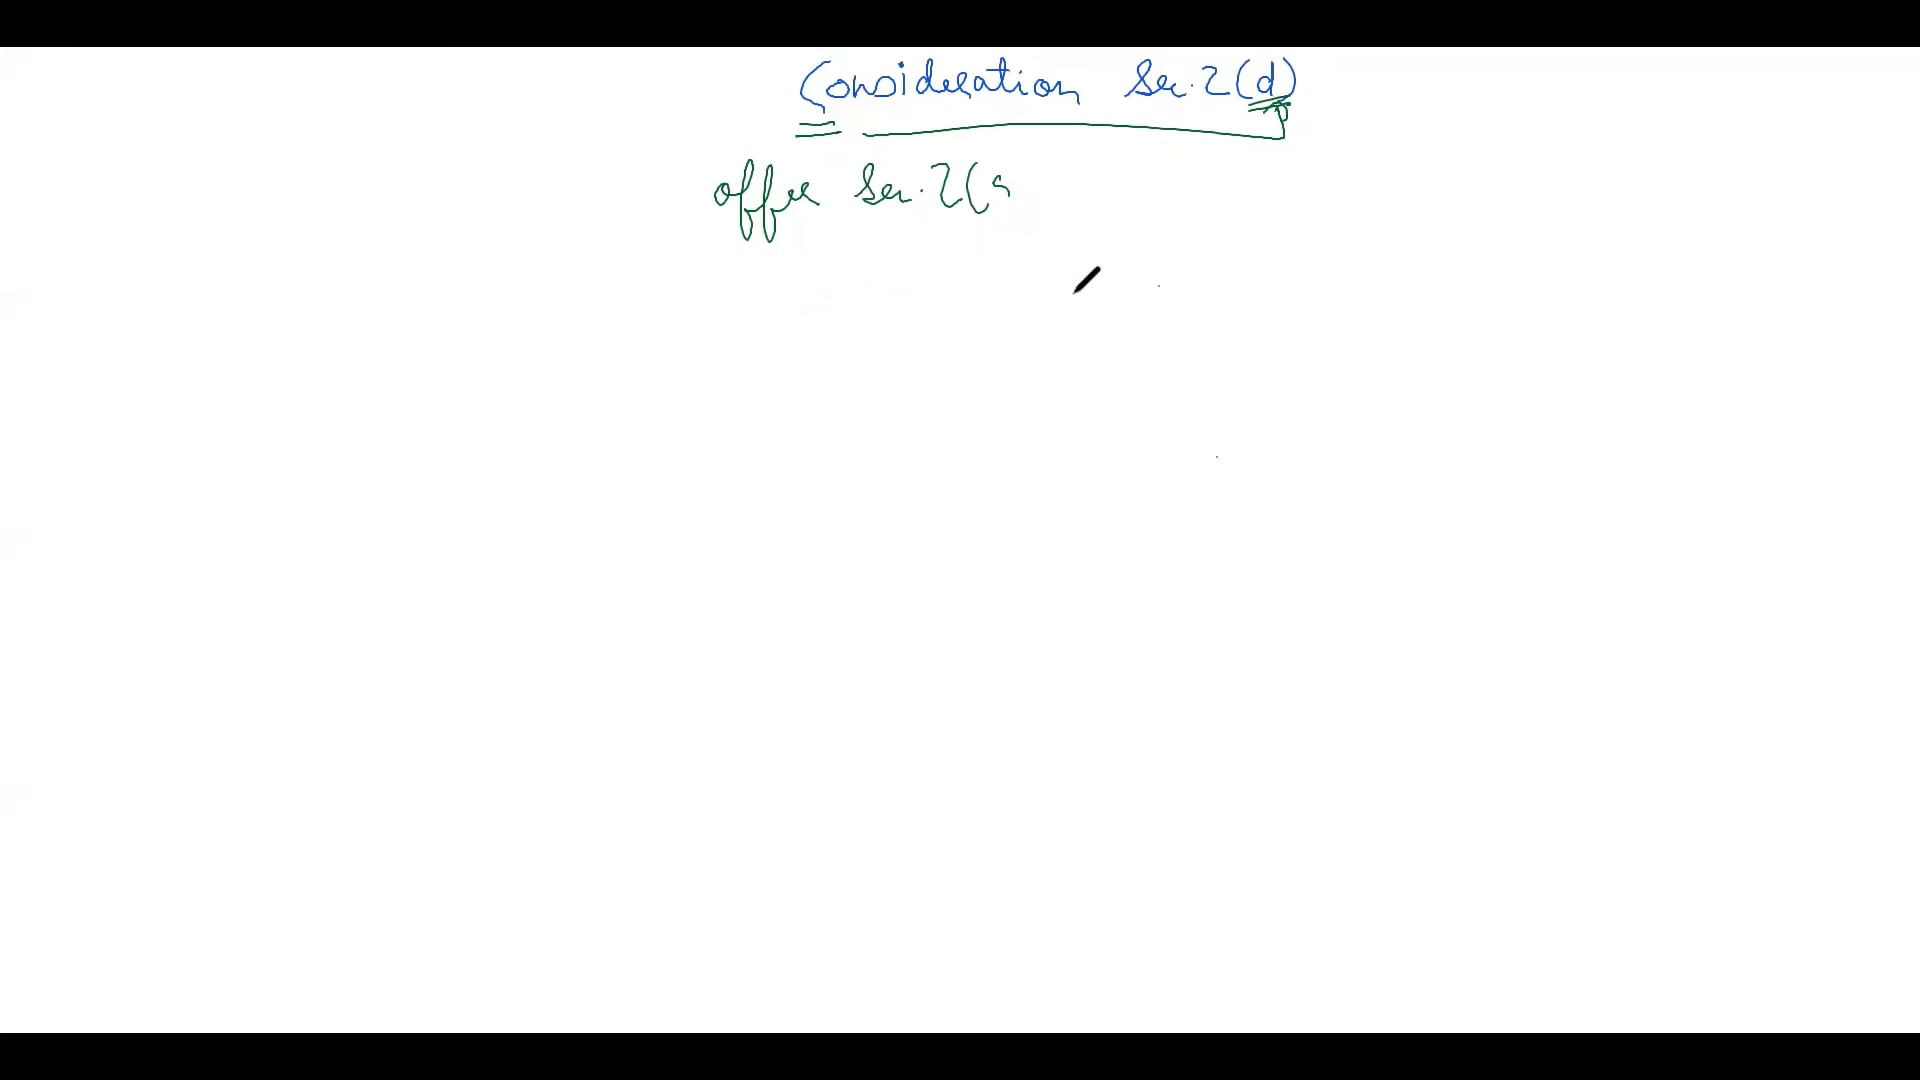 Consideration Sec. 2(d)
offer Sec. 2(